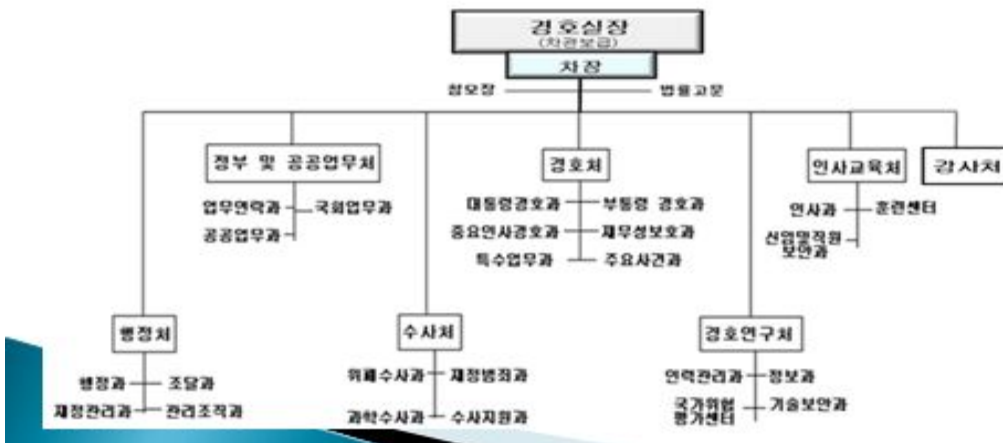 경호실장
(차관보급)
차장
참모장
법률고문
정부 및 공공업무처
경호처
인사교육처
감사처
업무연락과
국회업무과
공공업무과
대통령경호과
부통령 경호과
중요인사경호과
재무성보호과
특수업무과
주요사건과
인사과
훈련센터
신임및직원
보안과
행정처
수사처
경호연구처
행정과
조달과
재정관리과
관리조직과
위폐수사과
재정범죄과
과학수사과
수사지원과
인력관리과
정보과
국가위협
평가센터
기술보안과